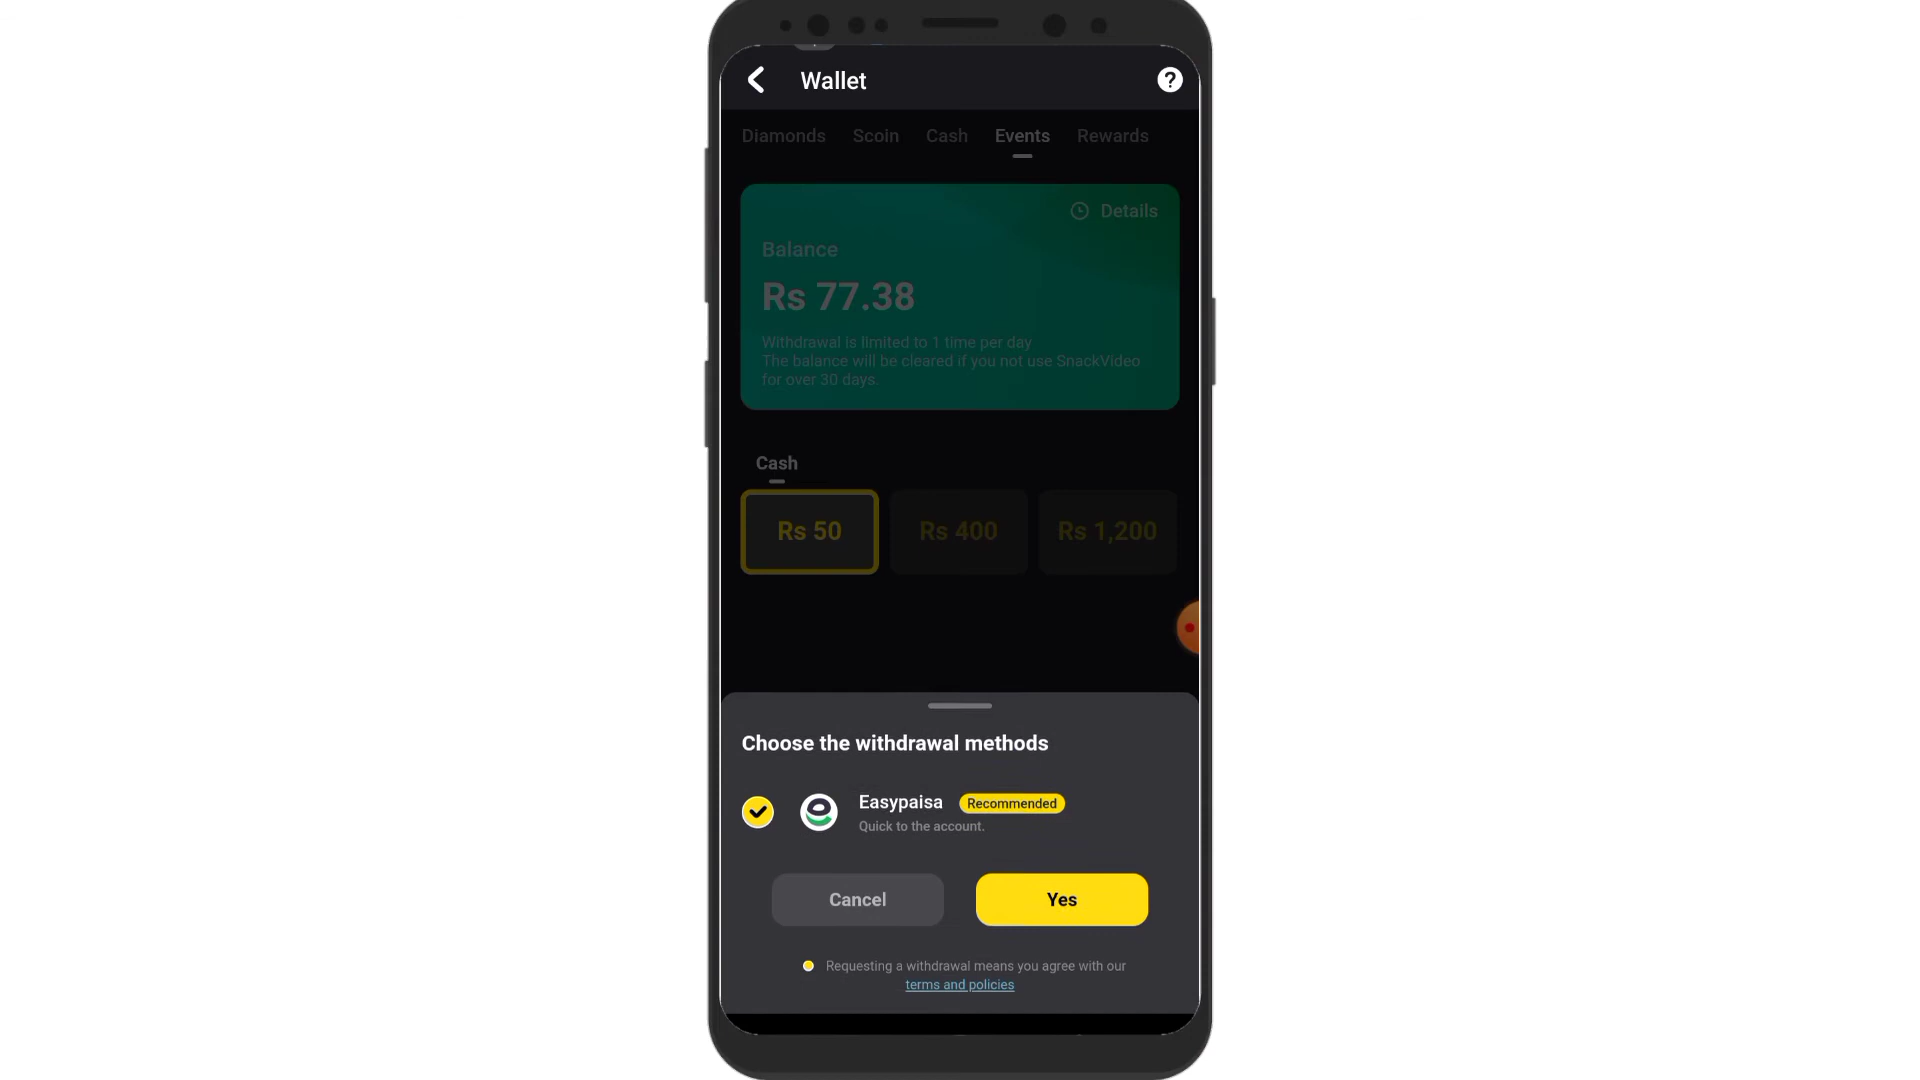 Wallet
?
Diamonds Scoin Cash Events Rewards
Details
Balance
Rs 77.38
Withdrawal is limited to 1 time per day
The balance will be cleared if you not use SnackVideo
for over 30 days.
Cash
Rs 50 Rs 400 Rs 1,200
Choose the withdrawal methods
Easypaisa Recommended
Quick to the account.
Cancel Yes
Requesting a withdrawal means you agree with our
terms and policies